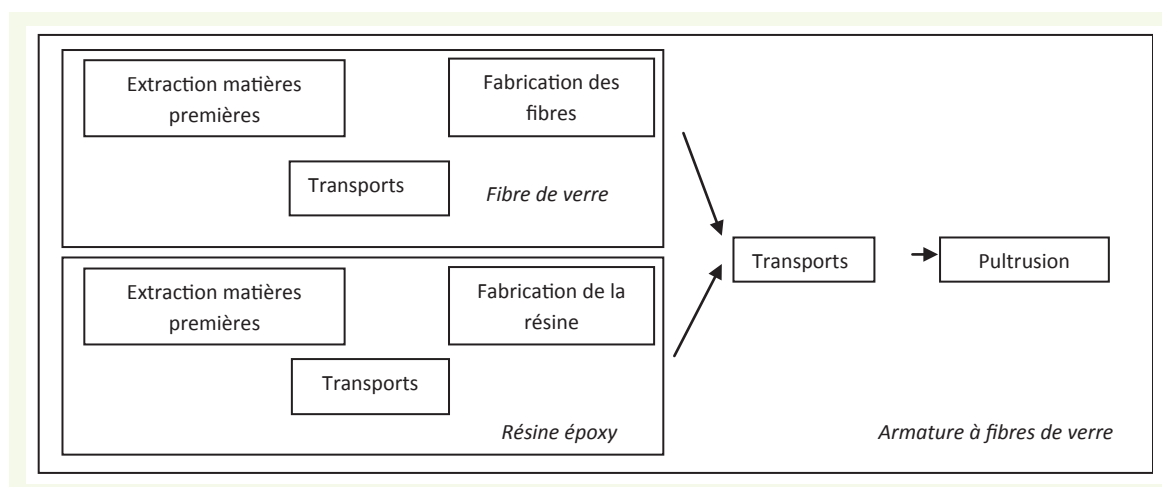 Extraction matières
premières
Fabrication des
fibres
Transports
Fibre de verre
Extraction matières
premières
Fabrication de la
résine
Transports
Résine époxy
Transports
Pultrusion
Armature à fibres de verre